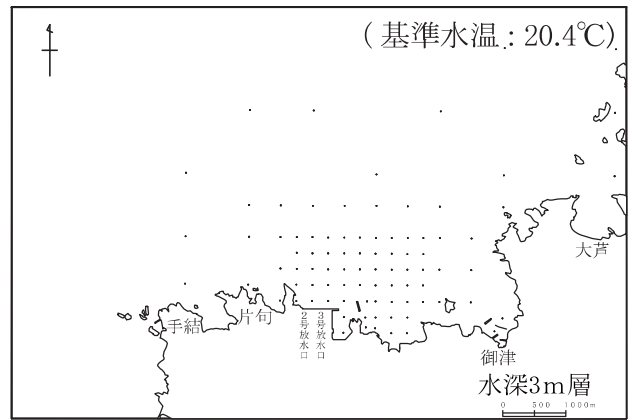 (基準水温：20.4℃)
大芦
片句
手結
2号放水口
3号放水口
御津
水深3m層
0 500 1000m